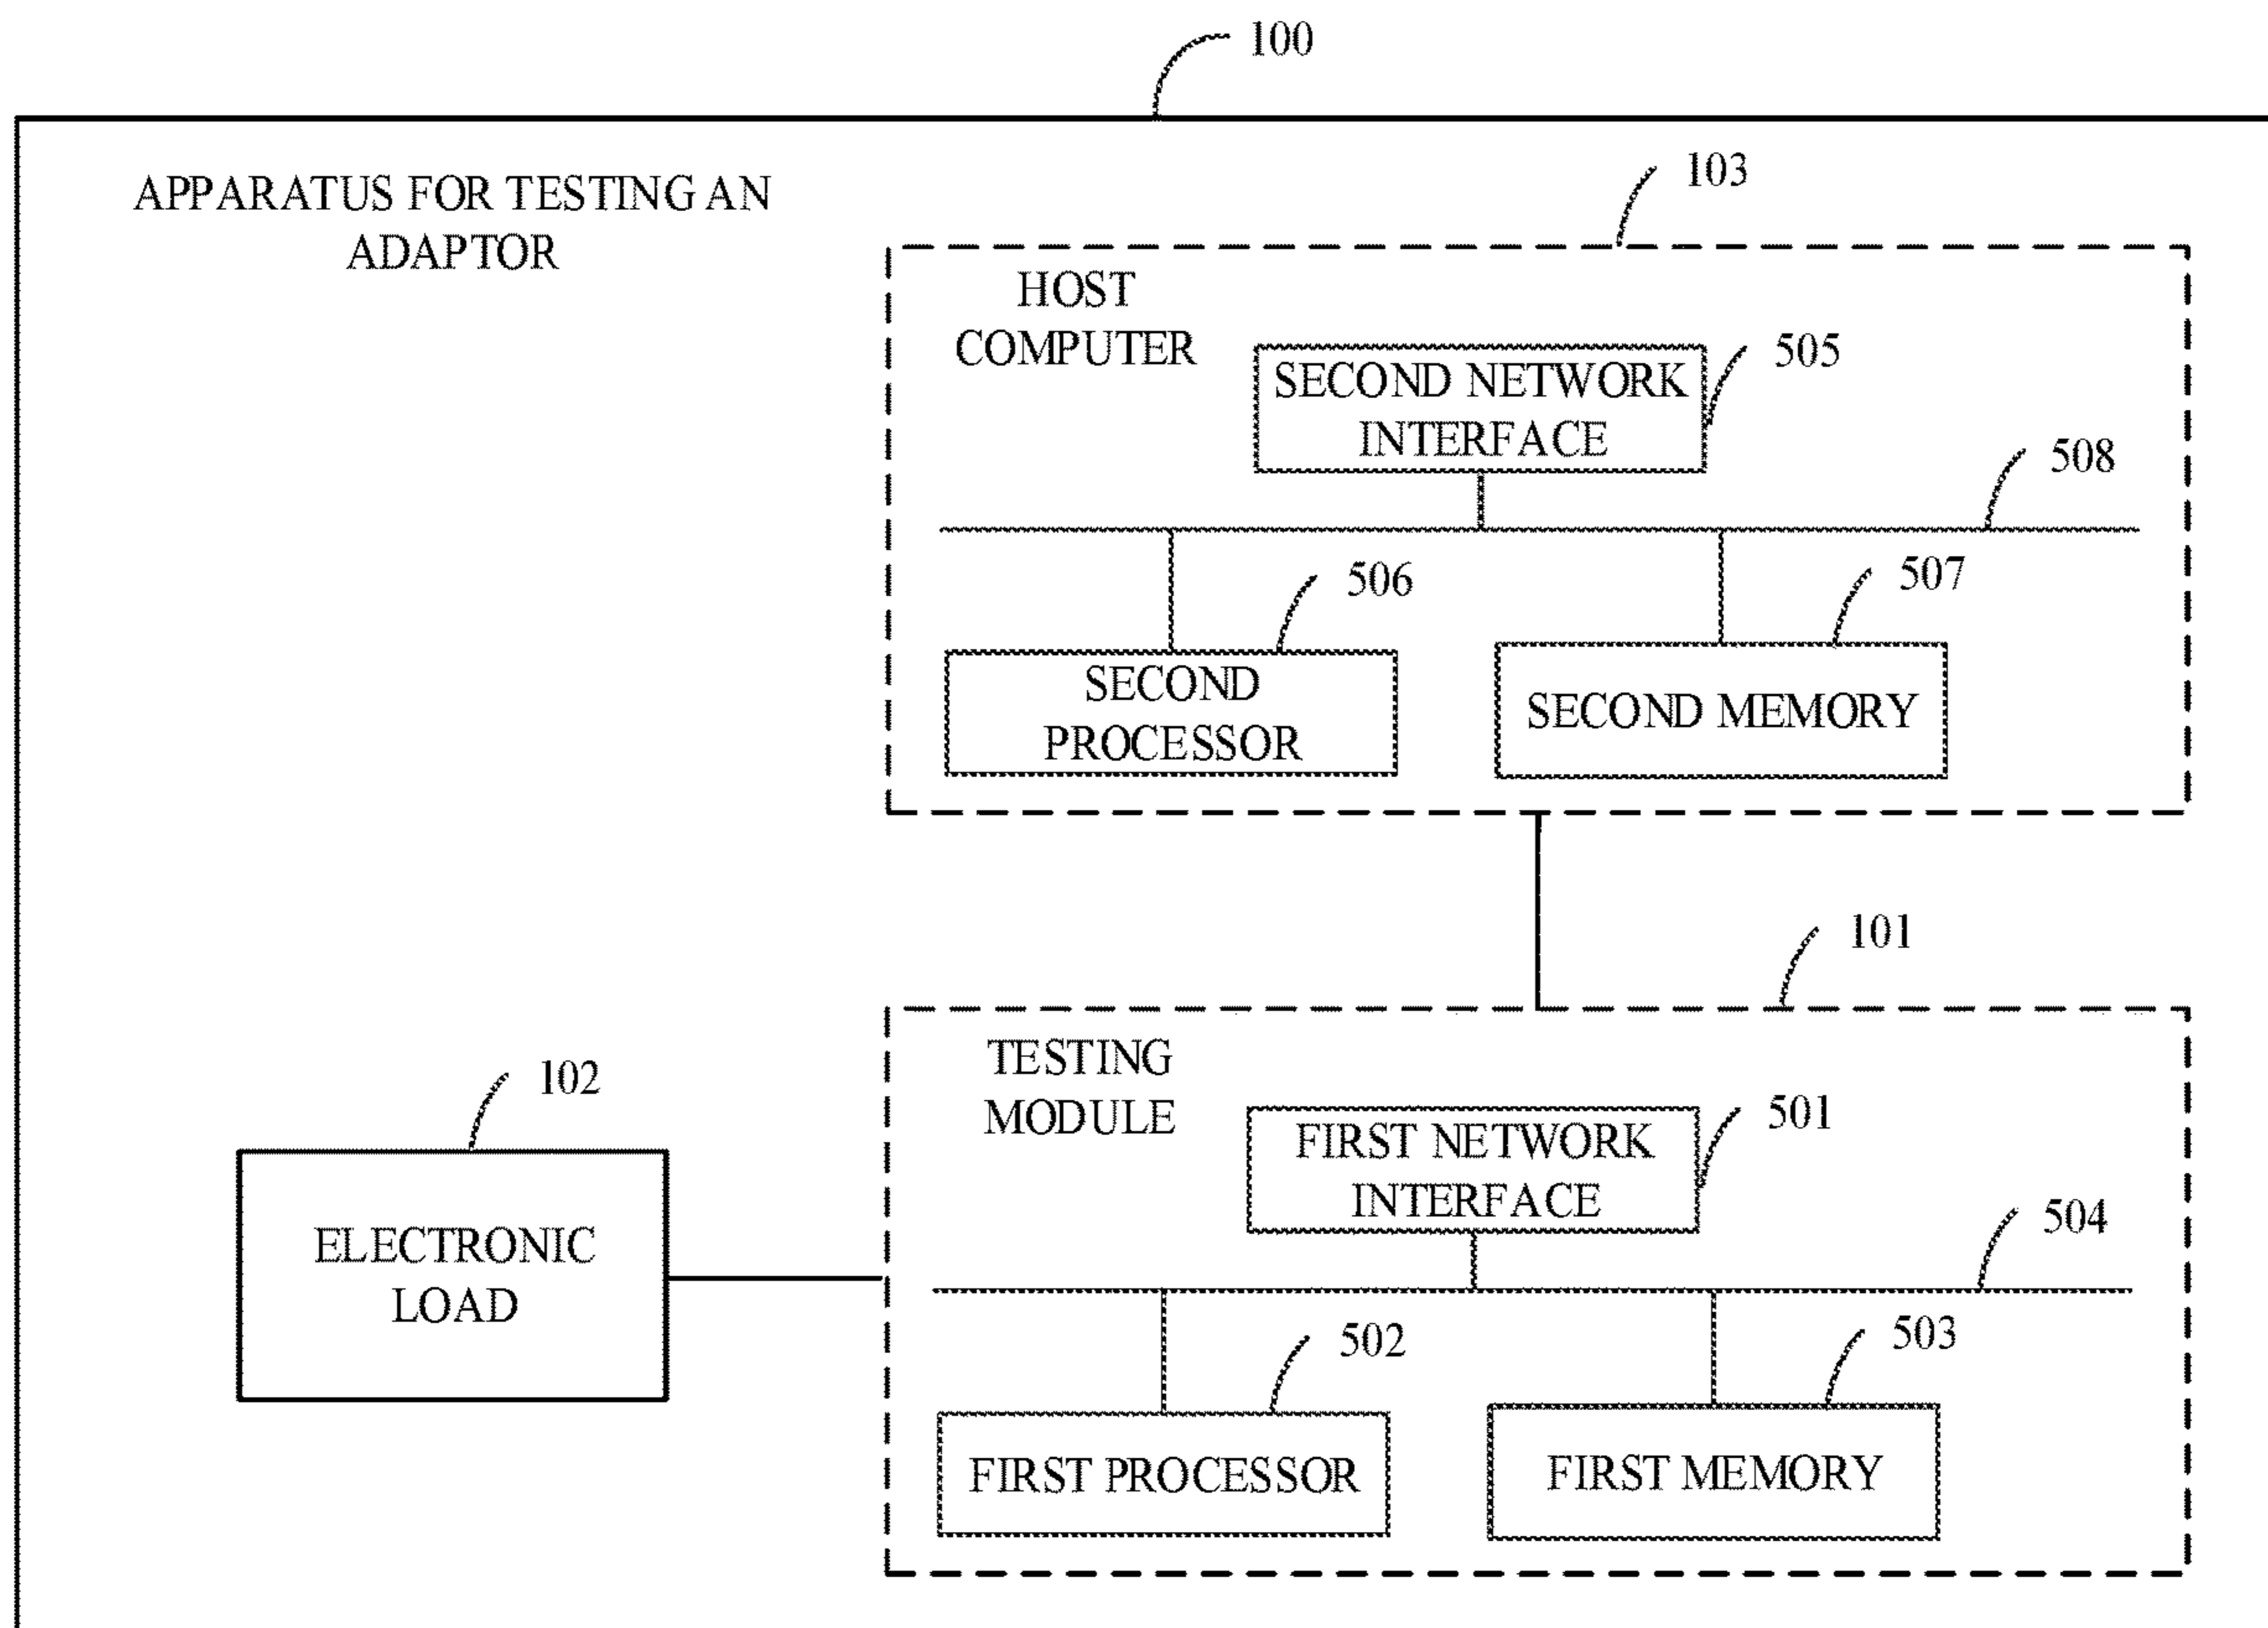 100
APPARATUS FOR TESTING AN
ADAPTOR
103
HOST
COMPUTER
SECOND NETWORK
INTERFACE
505
508
506
507
SECOND
PROCESSOR
SECOND MEMORY
101
TESTING
MODULE
102
FIRST NETWORK
INTERFACE
501
504
ELECTRONIC
LOAD
502
503
FIRST PROCESSOR
FIRST MEMORY